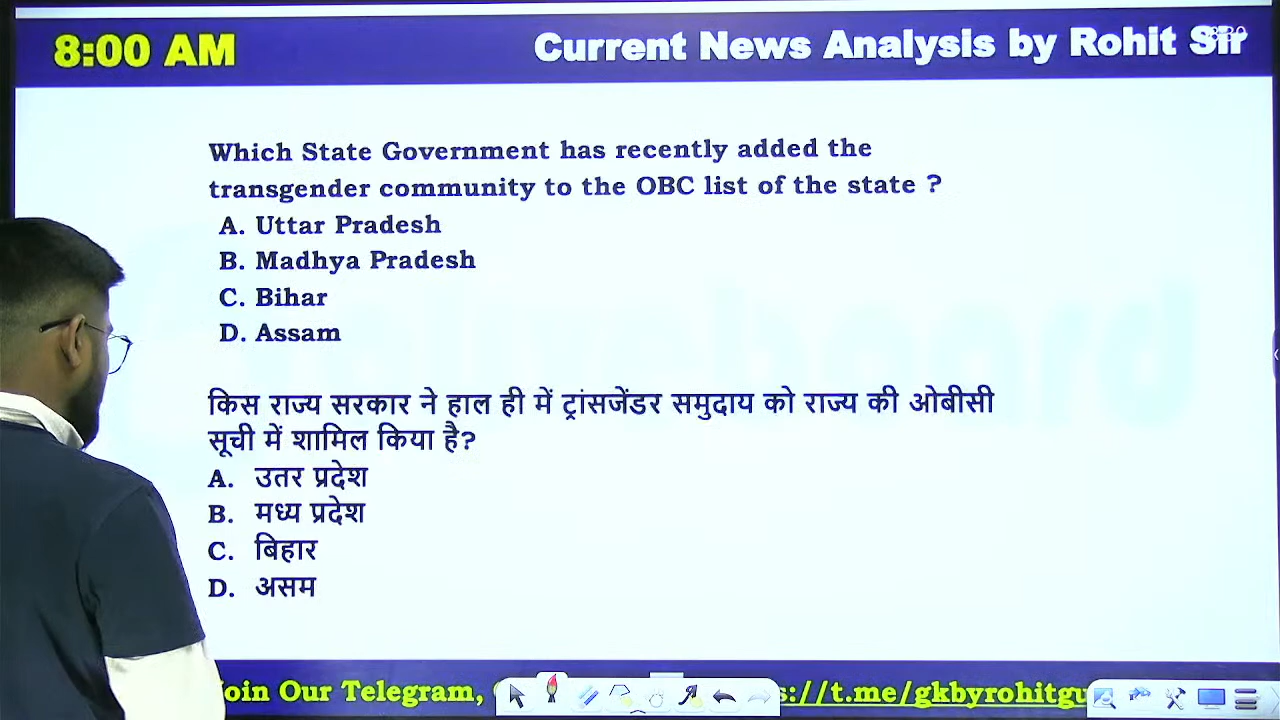 8:00 AM
Current News Analysis by Rohit Sir
Which State Government has recently added the
transgender community to the OBC list of the state ?
A. Uttar Pradesh
B. Madhya Pradesh
C. Bihar
D. Assam
किस राज्य सरकार ने हाल ही में ट्रांसजेंडर समुदाय को राज्य की ओबीसी
सूची में शामिल किया है?
A. उतर प्रदेश
B. मध्य प्रदेश
C. बिहार
D. असम
Join Our Telegram,
://t.me/gkbyrohitgu